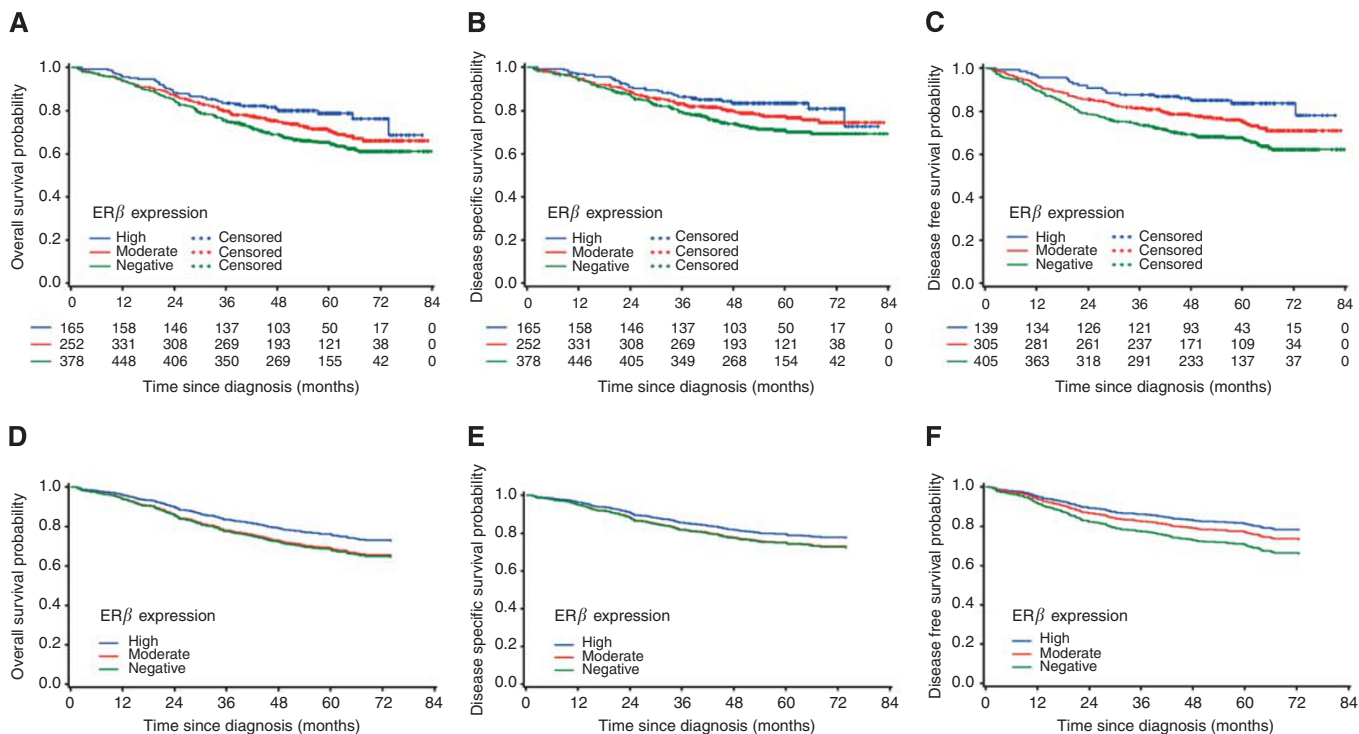 A
Overall survival probability
1.0
0.8
0.6
0.4
0.2
0.0
ERβ expression
High Censored
Moderate Censored
Negative Censored
0 12 24 36 48 60 72 84
165 158 146 137 103 50 17 0
252 331 308 269 193 121 38 0
378 448 406 350 269 155 42 0
Time since diagnosis (months)
B
Disease specific survival probability
1.0
0.8
0.6
0.4
0.2
0.0
ERβ expression
High Censored
Moderate Censored
Negative Censored
0 12 24 36 48 60 72 84
165 158 146 137 103 50 17 0
252 331 308 269 193 121 38 0
378 446 405 349 268 154 42 0
Time since diagnosis (months)
C
Disease free survival probability
1.0
0.8
0.6
0.4
0.2
0.0
ERβ expression
High Censored
Moderate Censored
Negative Censored
0 12 24 36 48 60 72 84
139 134 126 121 93 43 15 0
305 281 261 237 171 109 34 0
405 363 318 291 233 137 37 0
Time since diagnosis (months)
D
Overall survival probability
1.0
0.8
0.6
0.4
0.2
0.0
ERβ expression
High
Moderate
Negative
0 12 24 36 48 60 72 84
Time since diagnosis (months)
E
Disease specific survival probability
1.0
0.8
0.6
0.4
0.2
0.0
ERβ expression
High
Moderate
Negative
0 12 24 36 48 60 72 84
Time since diagnosis (months)
F
Disease free survival probability
1.0
0.8
0.6
0.4
0.2
0.0
ERβ expression
High
Moderate
Negative
0 12 24 36 48 60 72 84
Time since diagnosis (months)